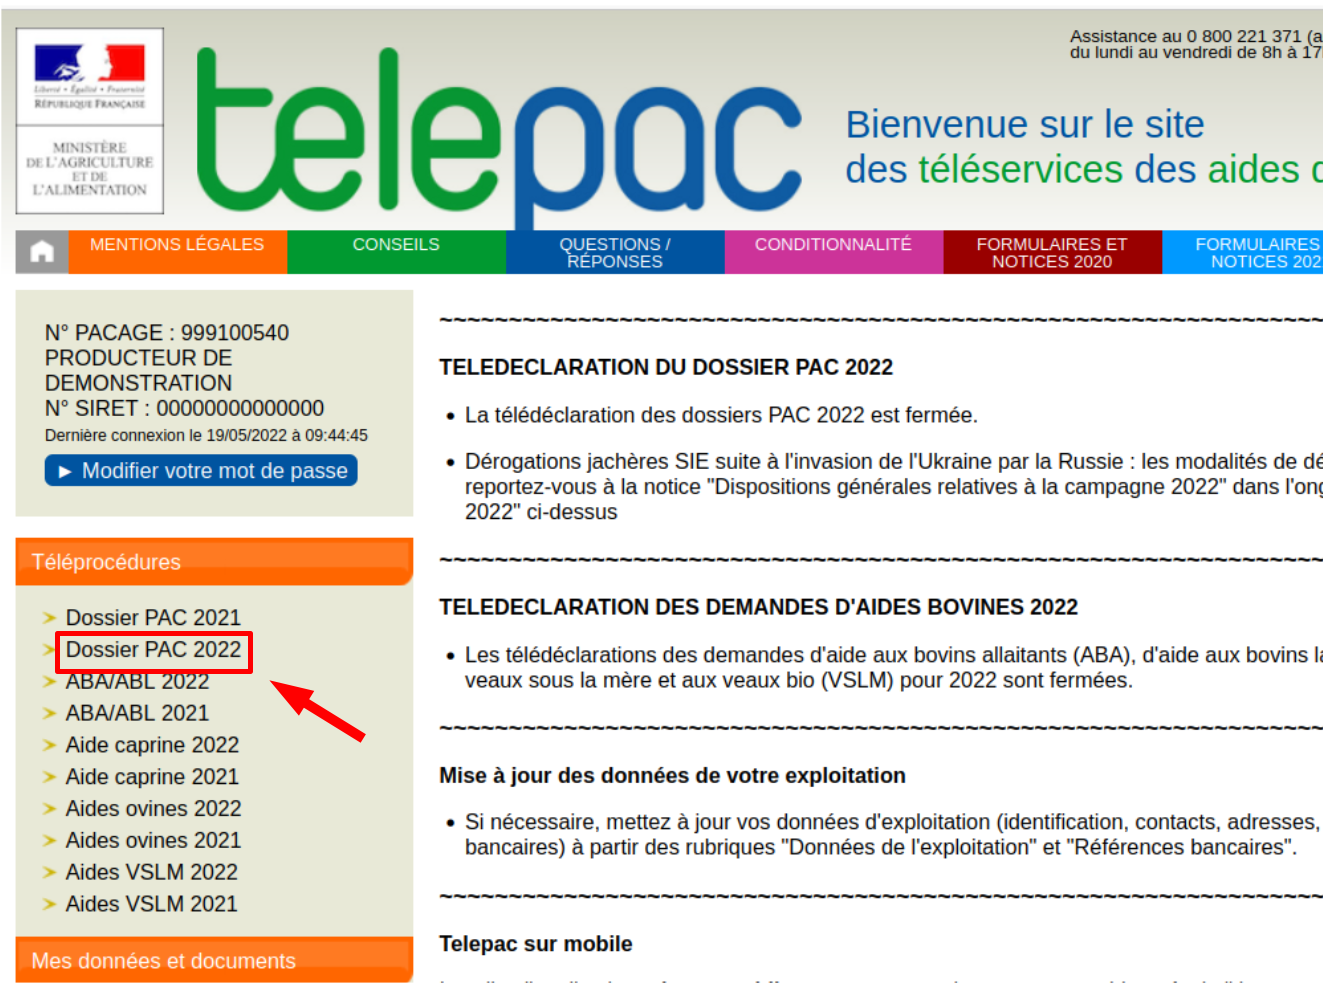 Assistance au 0 800 221 371 (a
du lundi au vendredi de 8h à 17
Liberté • Égalité • Fraternité
RÉPUBLIQUE FRANÇAISE
MINISTÈRE
DE L'AGRICULTURE
ET DE
L'ALIMENTATION
telepac
Bienvenue sur le site
des téléservices des aides d
MENTIONS LÉGALES
CONSEILS
QUESTIONS /
RÉPONSES
CONDITIONNALITÉ
FORMULAIRES ET
NOTICES 2020
FORMULAIRES
NOTICES 202
N° PACAGE : 999100540
PRODUCTEUR DE
DEMONSTRATION
N° SIRET : 00000000000000
Dernière connexion le 19/05/2022 à 09:44:45
► Modifier votre mot de passe
Téléprocédures
Dossier PAC 2021
Dossier PAC 2022
ABA/ABL 2022
ABA/ABL 2021
Aide caprine 2022
Aide caprine 2021
Aides ovines 2022
Aides ovines 2021
Aides VSLM 2022
Aides VSLM 2021
Mes données et documents
~~~~~~~~~~~~~~~~~~~~~~~~~~~~~~~~~~~~~~~~~~~~~~~~~~~~~~~~~~~~~~~~
TELEDECLARATION DU DOSSIER PAC 2022
• La télédéclaration des dossiers PAC 2022 est fermée.
• Dérogations jachères SIE suite à l'invasion de l'Ukraine par la Russie : les modalités de dé
reportez-vous à la notice "Dispositions générales relatives à la campagne 2022" dans l'ong
2022" ci-dessus
~~~~~~~~~~~~~~~~~~~~~~~~~~~~~~~~~~~~~~~~~~~~~~~~~~~~~~~~~~~~~~~~
TELEDECLARATION DES DEMANDES D'AIDES BOVINES 2022
• Les télédéclarations des demandes d'aide aux bovins allaitants (ABA), d'aide aux bovins la
veaux sous la mère et aux veaux bio (VSLM) pour 2022 sont fermées.
~~~~~~~~~~~~~~~~~~~~~~~~~~~~~~~~~~~~~~~~~~~~~~~~~~~~~~~~~~~~~~~~
Mise à jour des données de votre exploitation
• Si nécessaire, mettez à jour vos données d'exploitation (identification, contacts, adresses,
bancaires) à partir des rubriques "Données de l'exploitation" et "Références bancaires".
~~~~~~~~~~~~~~~~~~~~~~~~~~~~~~~~~~~~~~~~~~~~~~~~~~~~~~~~~~~~~~~~
Telepac sur mobile